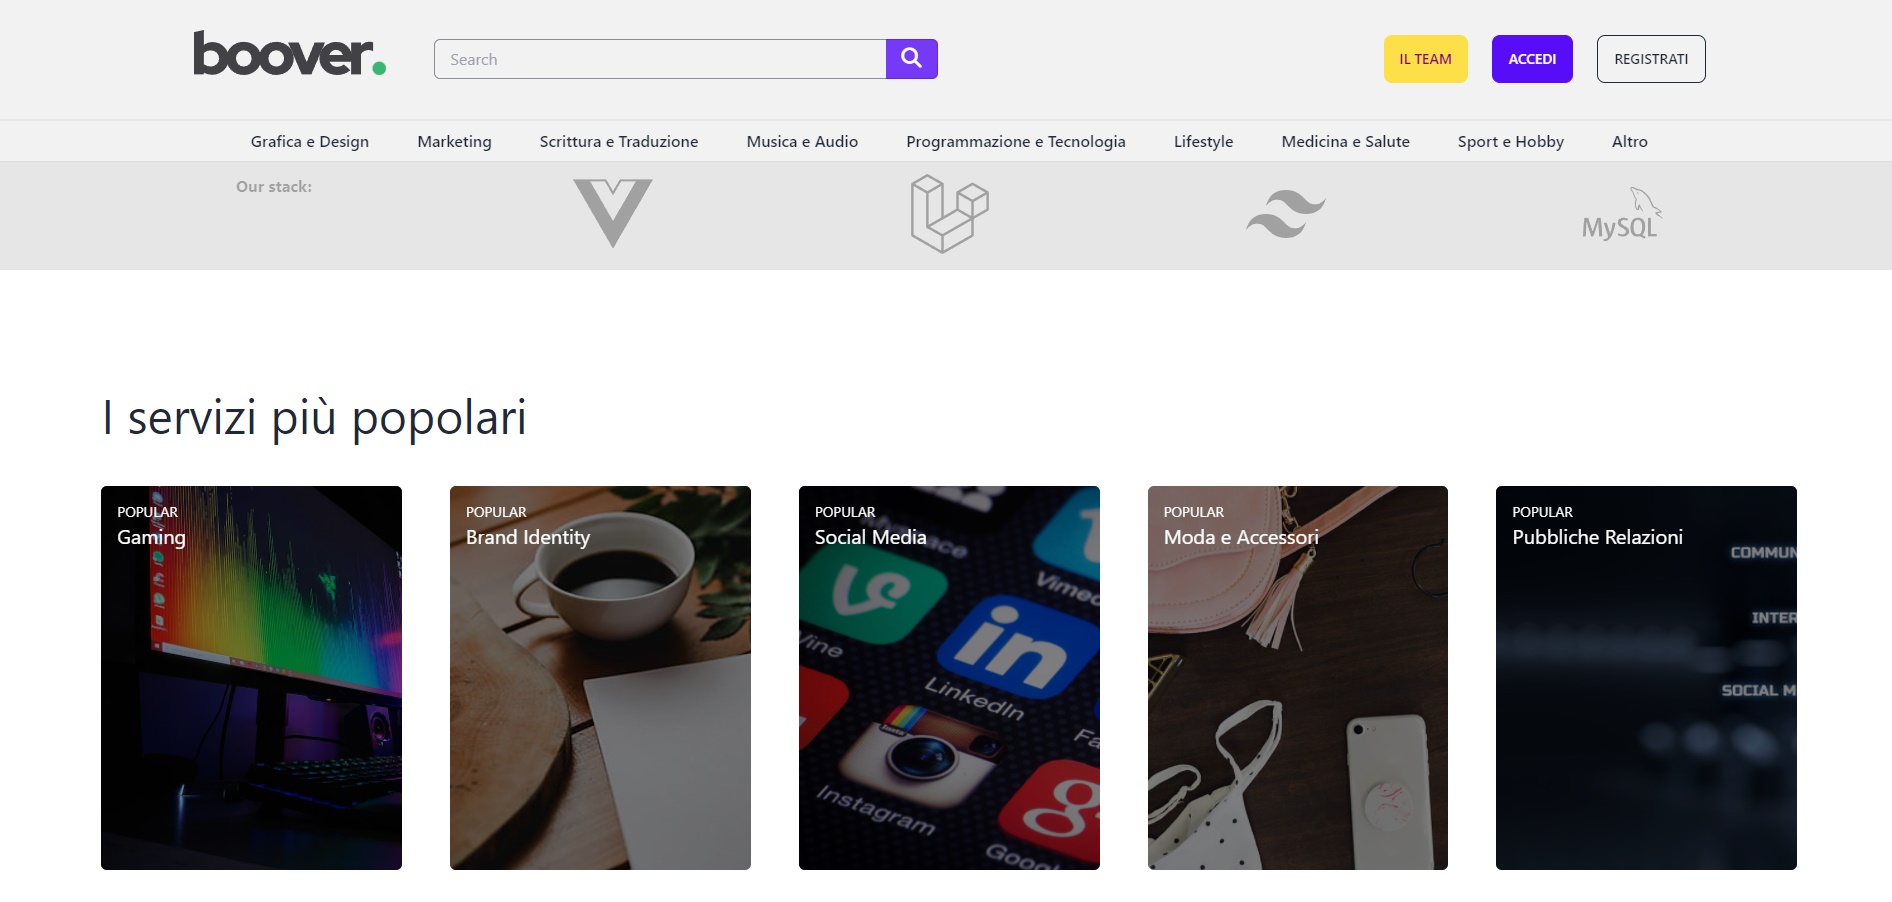 boover.
Search
IL TEAM
ACCEDI
REGISTRATI
Grafica e Design
Marketing
Scrittura e Traduzione
Musica e Audio
Programmazione e Tecnologia
Lifestyle
Medicina e Salute
Sport e Hobby
Altro
Our stack:
MySQL
I servizi più popolari
POPULAR
Gaming
POPULAR
Brand Identity
POPULAR
Social Media
Vimeo
Vine
in
LinkedIn
Insta
Instagram
g+
POPULAR
Moda e Accessori
POPULAR
Pubbliche Relazioni
COMMUN
INTER
SOCIAL M